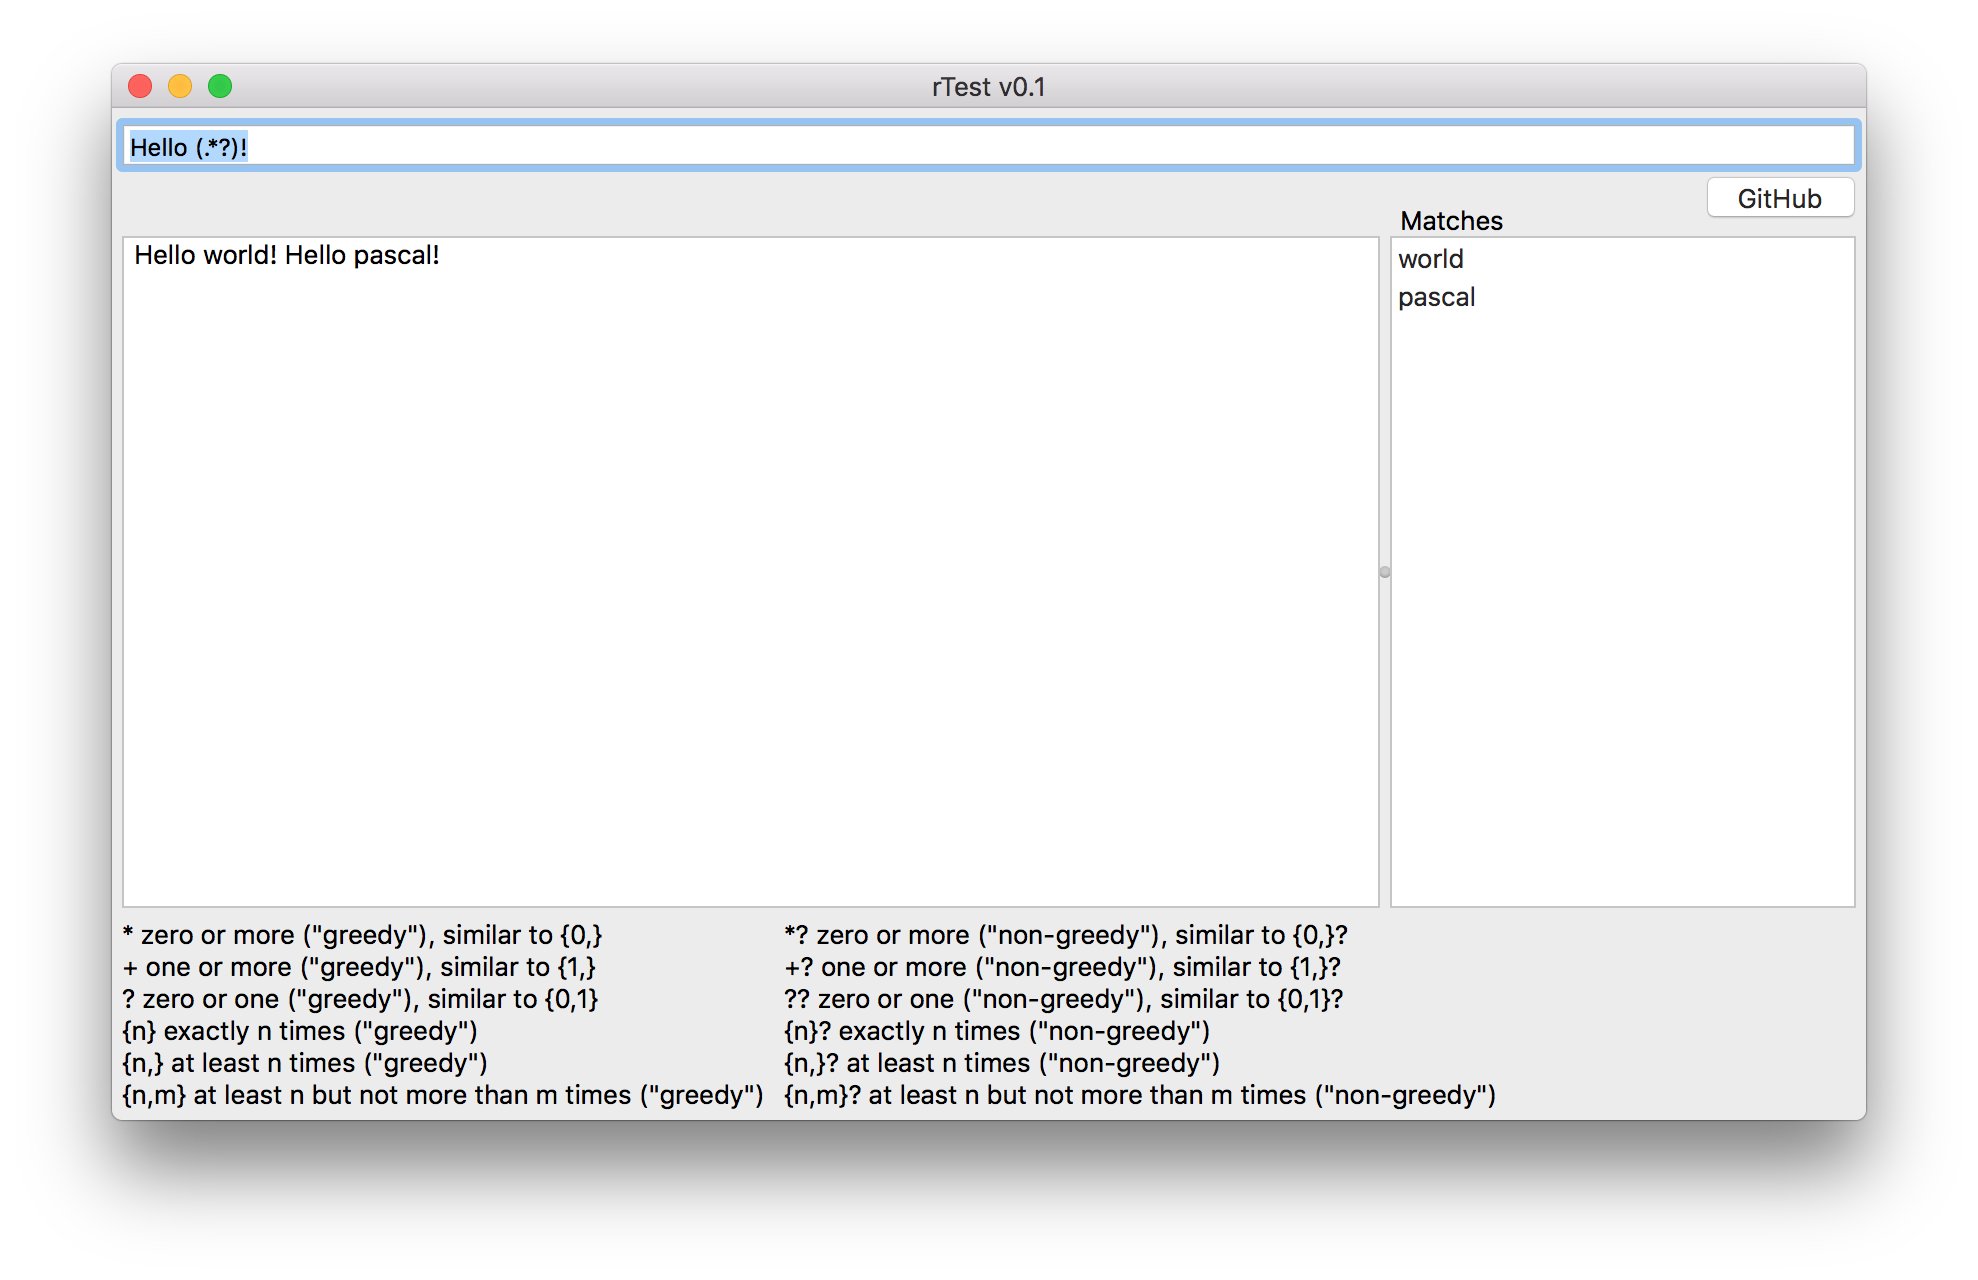 rTest v0.1
Hello (.*?)!
GitHub
Matches
Hello world! Hello pascal!
world
pascal
* zero or more ("greedy"), similar to {0,}
+ one or more ("greedy"), similar to {1,}
? zero or one ("greedy"), similar to {0,1}
{n} exactly n times ("greedy")
{n,} at least n times ("greedy")
{n,m} at least n but not more than m times ("greedy")
*? zero or more ("non-greedy"), similar to {0,}?
+? one or more ("non-greedy"), similar to {1,}?
?? zero or one ("non-greedy"), similar to {0,1}?
{n}? exactly n times ("non-greedy")
{n,}? at least n times ("non-greedy")
{n,m}? at least n but not more than m times ("non-greedy")